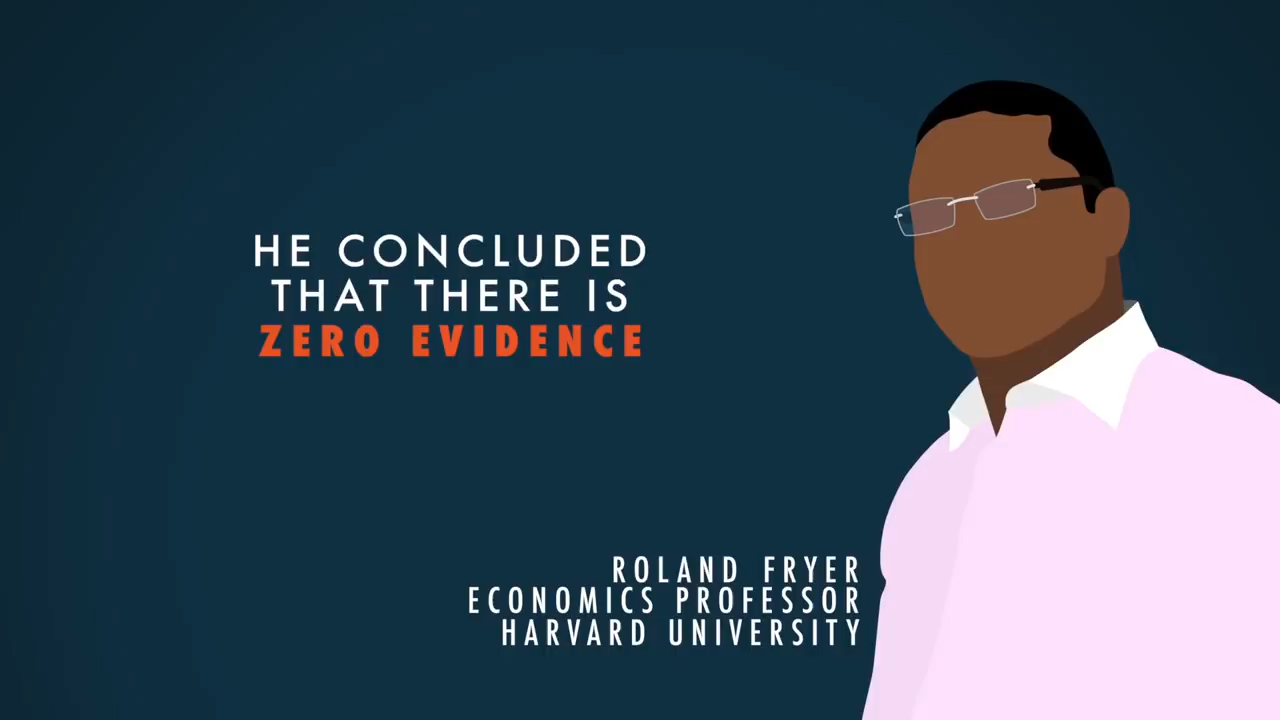 HE CONCLUDED
THAT THERE IS
ZERO EVIDENCE
ROLAND FRYER
ECONOMICS PROFESSOR
HARVARD UNIVERSITY